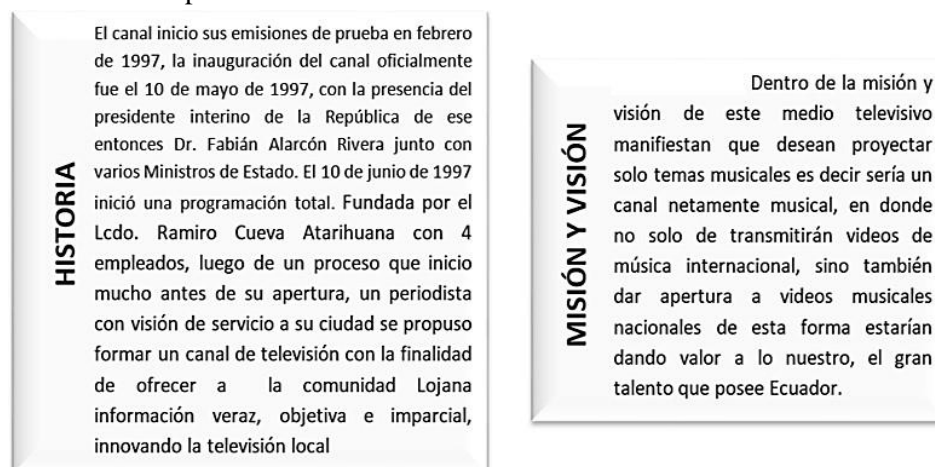 HISTORIA
El canal inicio sus emisiones de prueba en febrero
de 1997, la inauguración del canal oficialmente
fue el 10 de mayo de 1997, con la presencia del
presidente interino de la República de ese
entonces Dr. Fabián Alarcón Rivera junto con
varios Ministros de Estado. El 10 de junio de 1997
inició una programación total. Fundada por el
Lcdo. Ramiro Cueva Atarihuana con 4
empleados, luego de un proceso que inicio
mucho antes de su apertura, un periodista
con visión de servicio a su ciudad se propuso
formar un canal de televisión con la finalidad
de ofrecer a la comunidad Lojana
información veraz, objetiva e imparcial,
innovando la televisión local
MISIÓN Y VISIÓN
Dentro de la misión y
visión de este medio televisivo
manifiestan que desean proyectar
solo temas musicales es decir sería un
canal netamente musical, en donde
no solo de transmitirán videos de
música internacional, sino también
dar apertura a videos musicales
nacionales de esta forma estarían
dando valor a lo nuestro, el gran
talento que posee Ecuador.